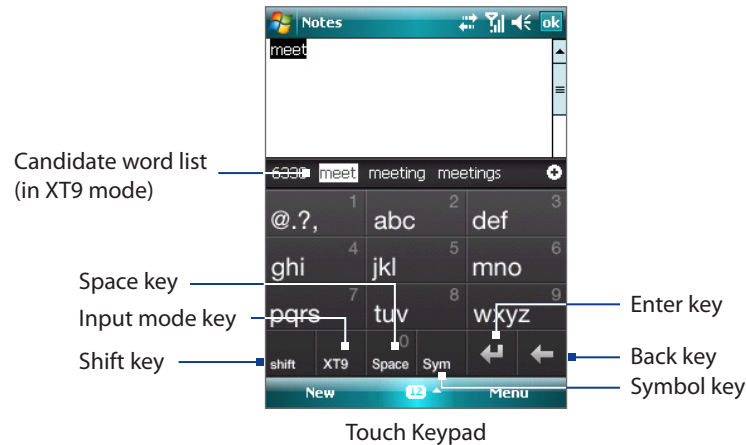 Notes
ok
meet
Candidate word list
(in XT9 mode)
6338 meet meeting meetings
1 2 3
@.?, abc def
4 5 6
ghi jkl mno
7 8 9
pqrs tuv wxyz
0
shift XT9 Space Sym
New 12 Menu
Space key
Input mode key
Shift key
Enter key
Back key
Symbol key
Touch Keypad